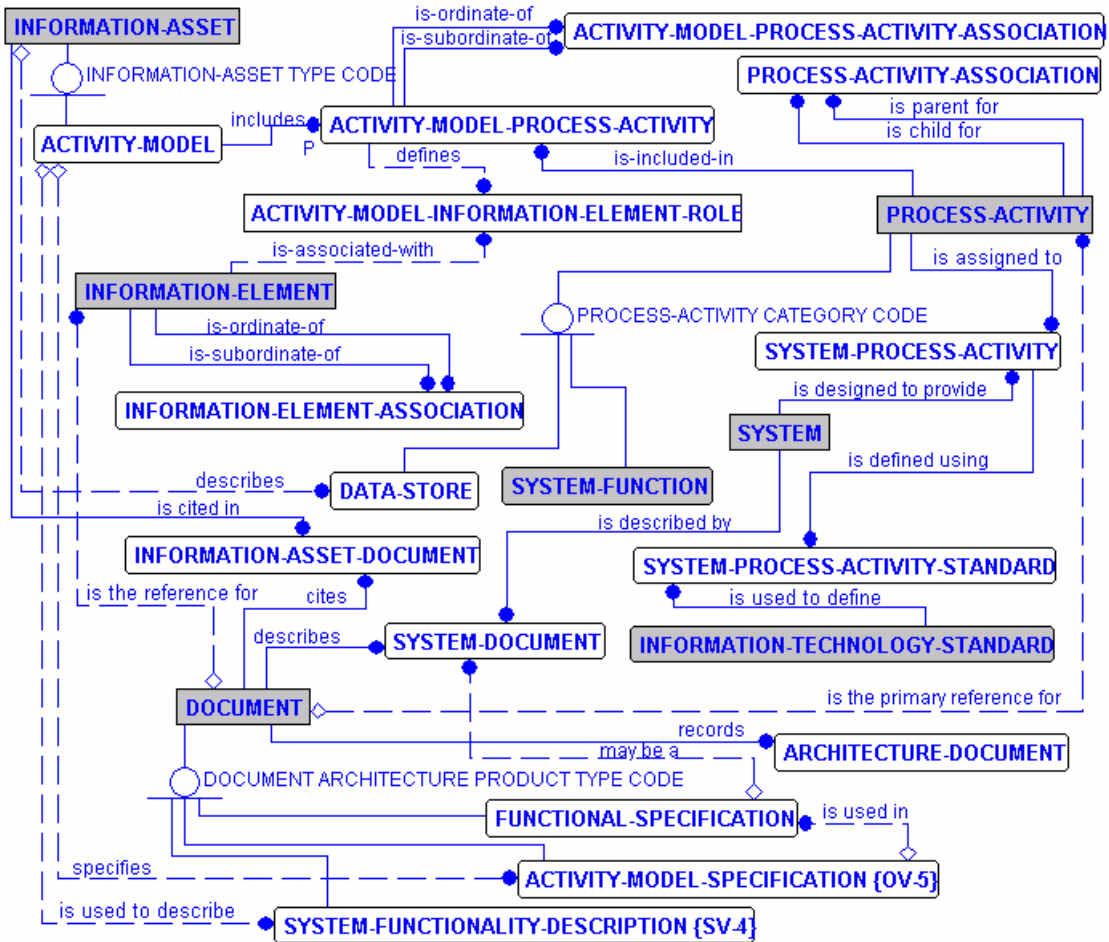 is-ordinate-of
INFORMATION-ASSET
ACTIVITY-MODEL-PROCESS-ACTIVITY-ASSOCIATION
is-subordinate-of
INFORMATION-ASSET TYPE CODE
PROCESS-ACTIVITY-ASSOCIATION
is parent for
includes
ACTIVITY-MODEL-PROCESS-ACTIVITY
is child for
ACTIVITY-MODEL
P
defines
is-included-in
ACTIVITY-MODEL-INFORMATION-ELEMENT-ROLE
PROCESS-ACTIVITY
is-associated-with
is assigned to
INFORMATION-ELEMENT
PROCESS-ACTIVITY CATEGORY CODE
is-ordinate-of
is-subordinate-of
SYSTEM-PROCESS-ACTIVITY
is designed to provide
INFORMATION-ELEMENT-ASSOCIATION
SYSTEM
is defined using
describes
DATA-STORE
SYSTEM-FUNCTION
is cited in
is described by
INFORMATION-ASSET-DOCUMENT
SYSTEM-PROCESS-ACTIVITY-STANDARD
is the reference for
cites
is used to define
describes
SYSTEM-DOCUMENT
INFORMATION-TECHNOLOGY-STANDARD
DOCUMENT
is the primary reference for
records
may be a
ARCHITECTURE-DOCUMENT
DOCUMENT ARCHITECTURE PRODUCT TYPE CODE
FUNCTIONAL-SPECIFICATION
is used in
specifies
ACTIVITY-MODEL-SPECIFICATION {OV-5}
is used to describe
SYSTEM-FUNCTIONALITY-DESCRIPTION {SV-4}